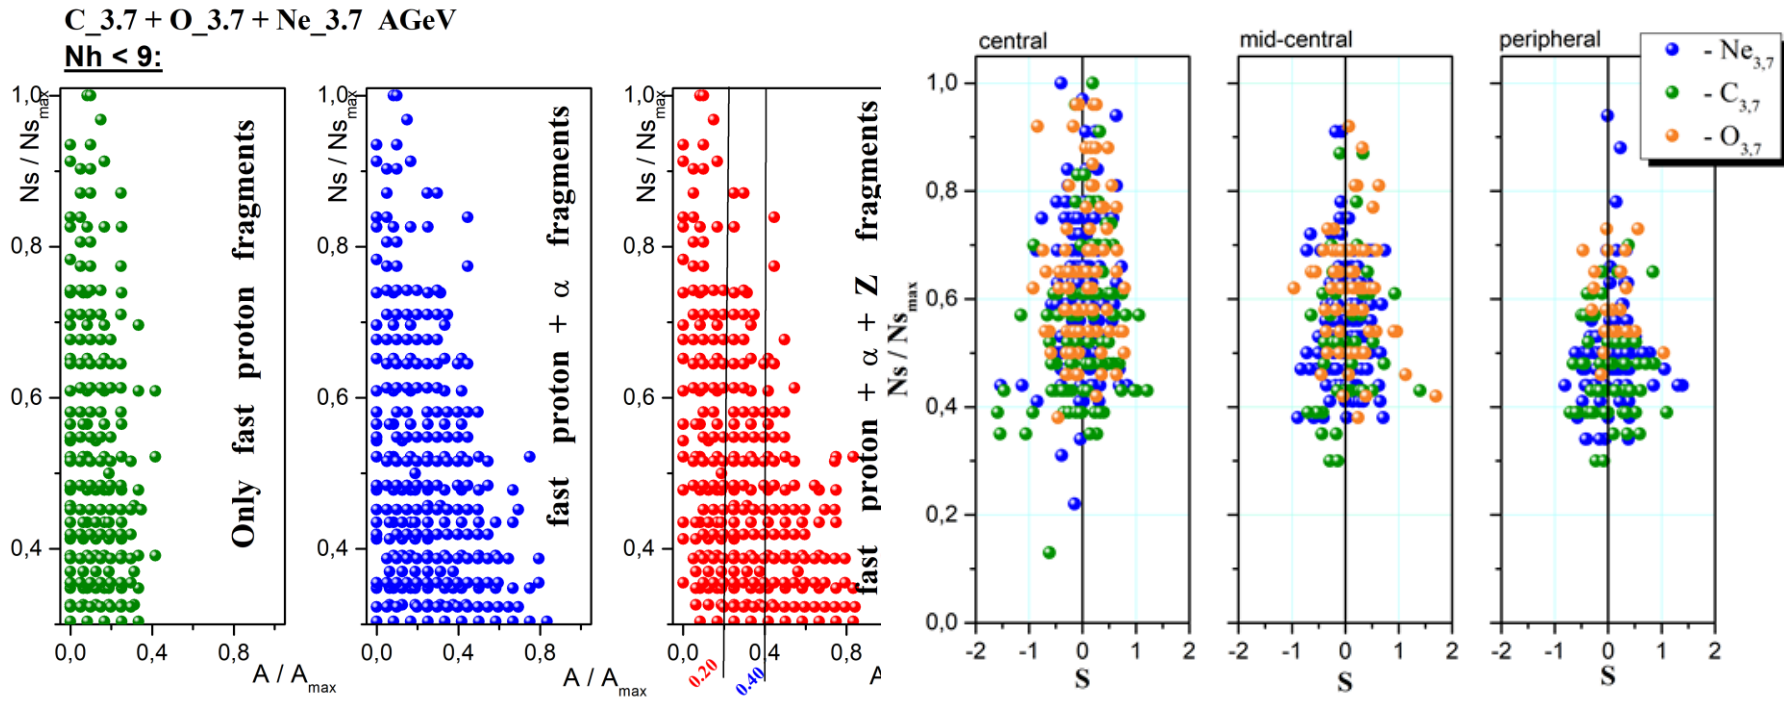 C_3.7 + O_3.7 + Ne_3.7 AGeV
Nh < 9:
1,0
0,8
0,6
0,4
Ns / Ns_max
0,0 0,4 0,8
A / A_max
Only fast proton fragments
1,0
0,8
0,6
0,4
Ns / Ns_max
0,0 0,4 0,8
A / A_max
fast proton + α fragments
1,0
0,8
0,6
0,4
Ns / Ns_max
0,0 0,4 0,8
0.20 0.40
A
fast proton + α + Z fragments
central
1,0
0,8
0,6
0,4
0,2
0,0
Ns / Ns_max
-2 -1 0 1 2
S
mid-central
-2 -1 0 1 2
S
peripheral
-2 -1 0 1 2
S
- Ne_3,7
- C_3,7
- O_3,7